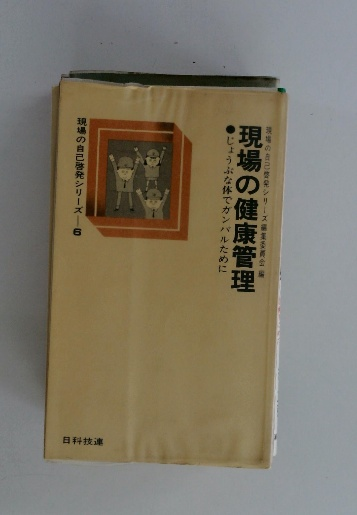 現場の自己啓発シリーズ編集委員会 編
現場の健康管理
●じょうぶな体でガンバルために
現場の自己啓発シリーズ—6
日科技連